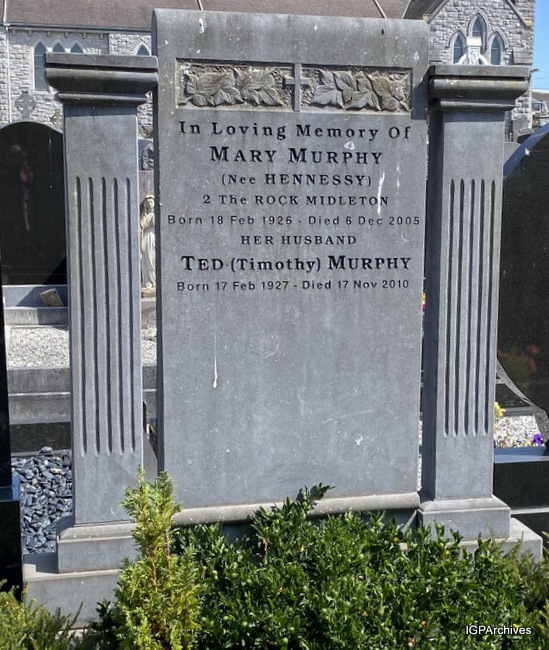 In Loving Memory Of
MARY MURPHY
(Nee HENNESSY)
2 The ROCK MIDLETON
Born 18 Feb 1926 - Died 6 Dec 2005
HER HUSBAND
TED (Timothy) MURPHY
Born 17 Feb 1927 - Died 17 Nov 2010
IGPArchives